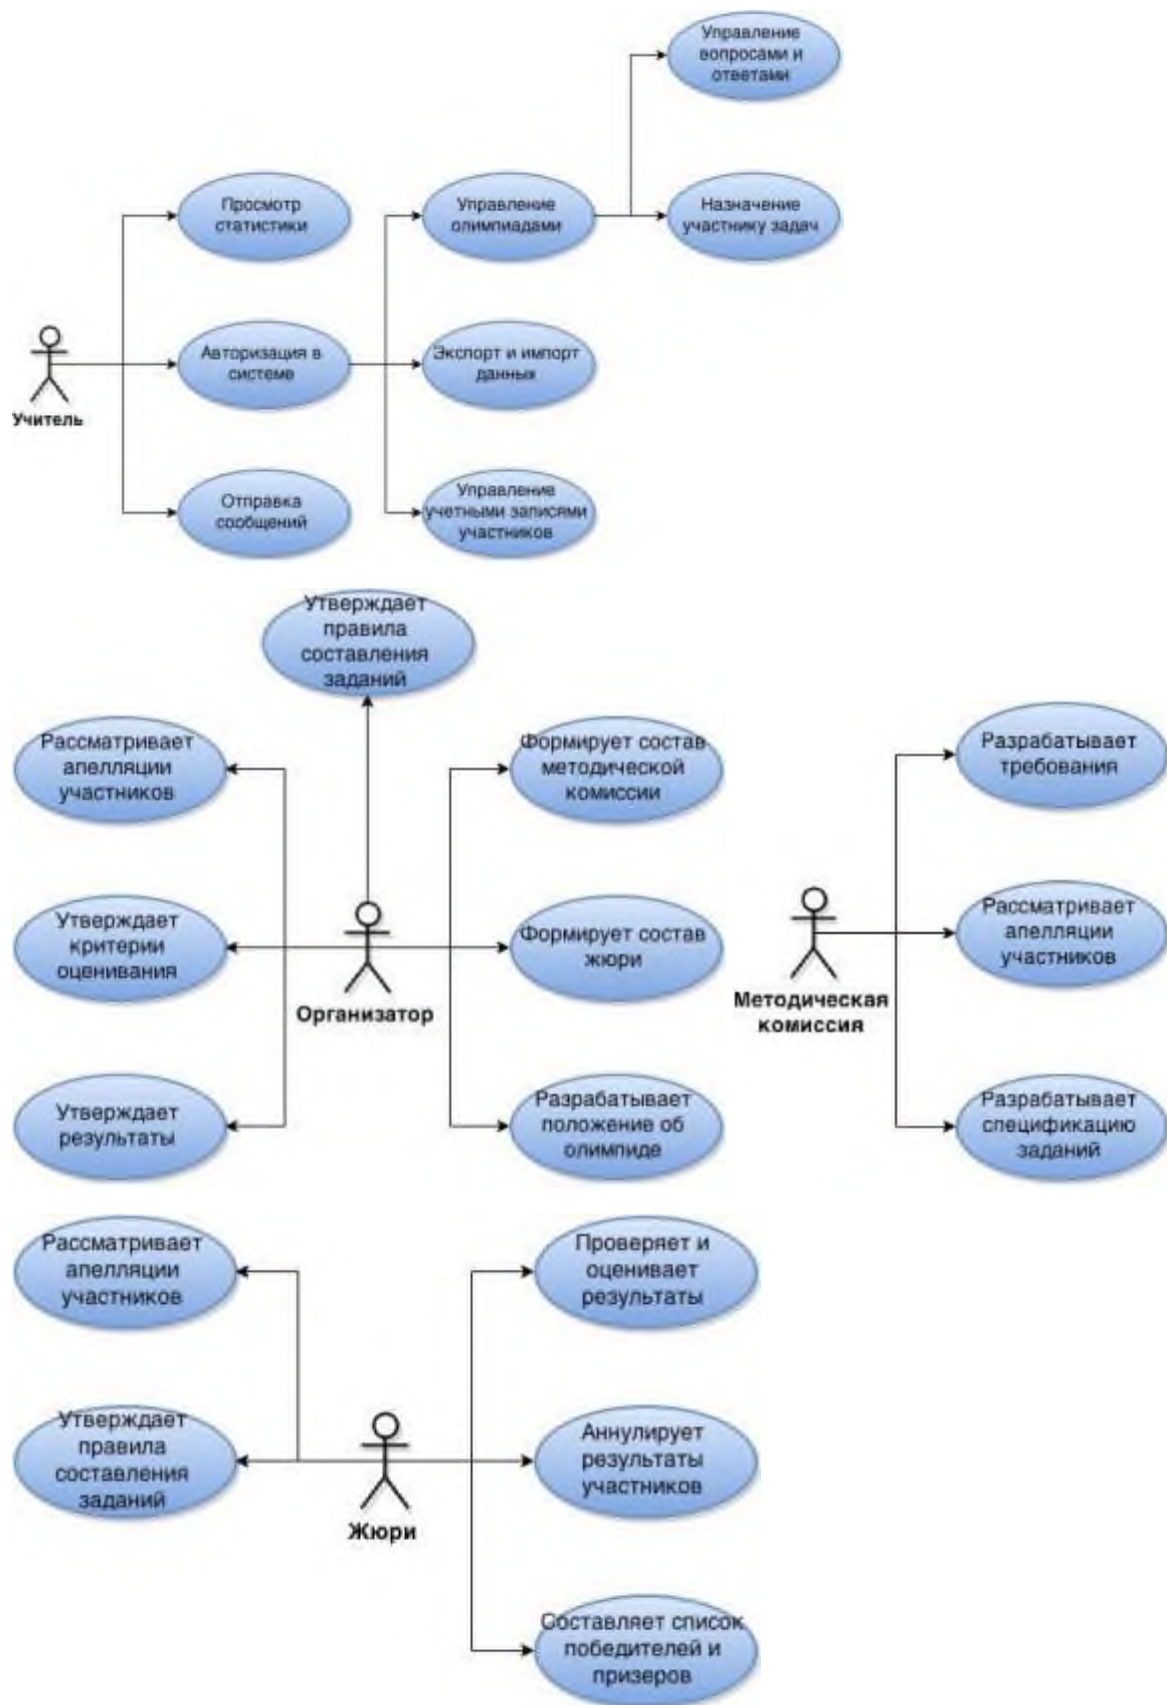 Управление
вопросами и
ответами
Просмотр
статистики
Управление
олимпиадами
Назначение
участнику задач
Авторизация в
системе
Экспорт и импорт
данных
Учитель
Отправка
сообщений
Управление
учетными записями
участников
Утверждает
правила
составления
заданий
Рассматривает
апелляции
участников
Формирует состав
методической
комиссии
Разрабатывает
требования
Утверждает
критерии
оценивания
Организатор
Формирует состав
жюри
Методическая
комиссия
Рассматривает
апелляции
участников
Утверждает
результаты
Разрабатывает
положение об
олимпиде
Разрабатывает
спецификацию
заданий
Рассматривает
апелляции
участников
Проверяет и
оценивает
результаты
Утверждает
правила
составления
заданий
Жюри
Аннулирует
результаты
участников
Составляет список
победителей и
призеров